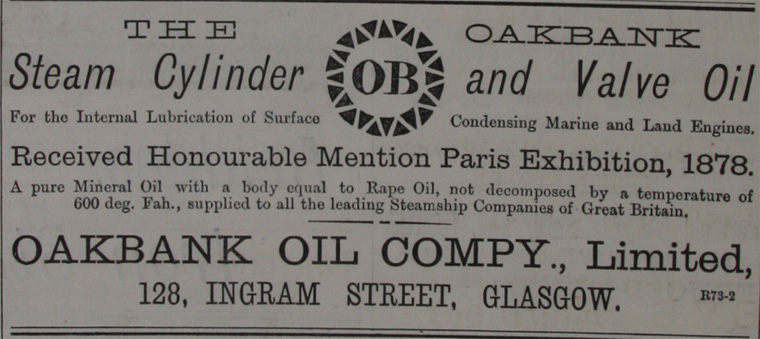 THE OAKBANK
Steam Cylinder OB and Valve Oil
For the Internal Lubrication of Surface Condensing Marine and Land Engines.
Received Honourable Mention Paris Exhibition, 1878.
A pure Mineral Oil with a body equal to Rape Oil, not decomposed by a temperature of
600 deg. Fah., supplied to all the leading Steamship Companies of Great Britain.
OAKBANK OIL COMPY., Limited,
128, INGRAM STREET, GLASGOW. R73-2